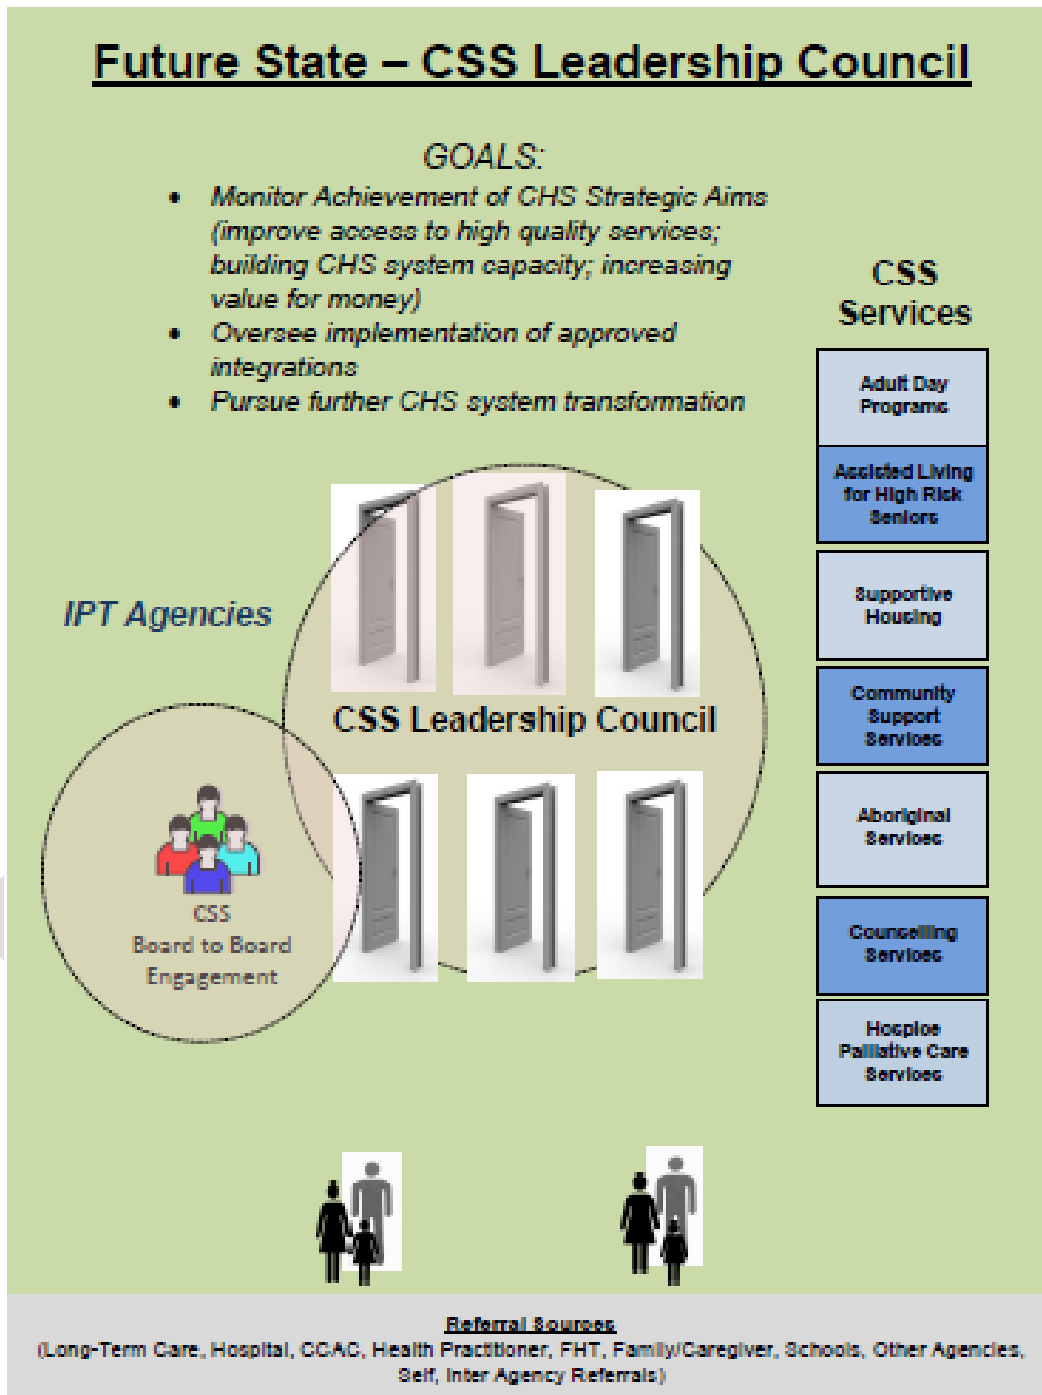 Future State – CSS Leadership Council
GOALS:
• Monitor Achievement of CHS Strategic Aims
(improve access to high quality services;
building CHS system capacity; increasing
value for money)
• Oversee implementation of approved
integrations
• Pursue further CHS system transformation
CSS
Services
Adult Day
Programs
Assisted Living
for High Risk
Seniors
Supportive
Housing
Community
Support
Services
Aboriginal
Services
Counselling
Services
Hospice
Palliative Care
Services
IPT Agencies
CSS Leadership Council
CSS
Board to Board
Engagement
Referral Sources
(Long-Term Care, Hospital, CCAC, Health Practitioner, FHT, Family/Caregiver, Schools, Other Agencies,
Self, Inter Agency Referrals)